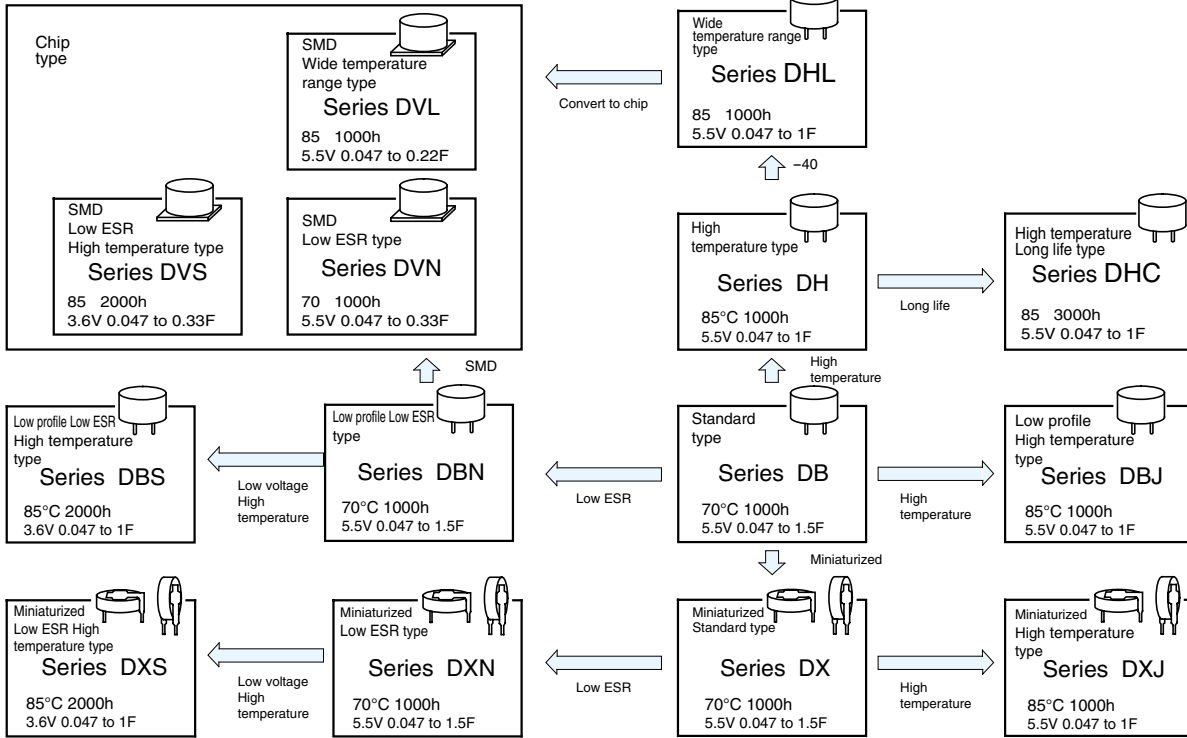 Chip
type
SMD
Wide temperature
range type
Series DVL
85 1000h
5.5V 0.047 to 0.22F
Convert to chip
Wide
temperature range
type
Series DHL
85 1000h
5.5V 0.047 to 1F
−40
SMD
Low ESR
High temperature type
Series DVS
85 2000h
3.6V 0.047 to 0.33F
SMD
Low ESR type
Series DVN
70 1000h
5.5V 0.047 to 0.33F
High
temperature type
Series DH
85°C 1000h
5.5V 0.047 to 1F
Long life
High temperature
Long life type
Series DHC
85 3000h
5.5V 0.047 to 1F
SMD
High
temperature
Low profile Low ESR
High temperature
type
Series DBS
85°C 2000h
3.6V 0.047 to 1F
Low voltage
High
temperature
Low profile Low ESR
type
Series DBN
70°C 1000h
5.5V 0.047 to 1.5F
Low ESR
Standard
type
Series DB
70°C 1000h
5.5V 0.047 to 1.5F
High
temperature
Low profile
High temperature
type
Series DBJ
85°C 1000h
5.5V 0.047 to 1F
Miniaturized
Miniaturized
Low ESR High
temperature type
Series DXS
85°C 2000h
3.6V 0.047 to 1F
Low voltage
High
temperature
Miniaturized
Low ESR type
Series DXN
70°C 1000h
5.5V 0.047 to 1.5F
Low ESR
Miniaturized
Standard type
Series DX
70°C 1000h
5.5V 0.047 to 1.5F
High
temperature
Miniaturized
High temperature
type
Series DXJ
85°C 1000h
5.5V 0.047 to 1F